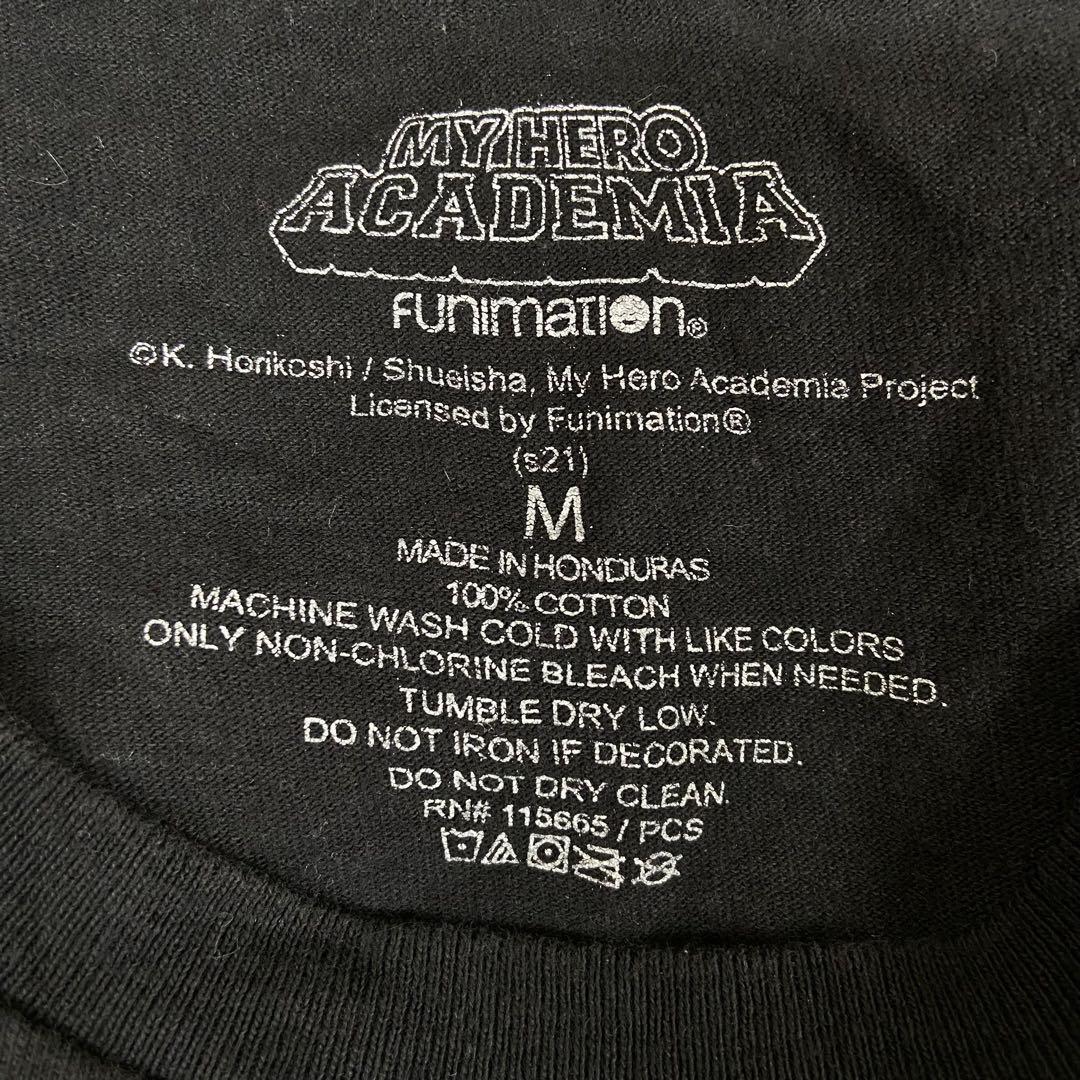 MY HERO
ACADEMIA
FUNIMATION®
©K. Horikoshi / Shueisha, My Hero Academia Project
Licensed by Funimation®
(s21)
M
MADE IN HONDURAS
100% COTTON
MACHINE WASH COLD WITH LIKE COLORS
ONLY NON-CHLORINE BLEACH WHEN NEEDED.
TUMBLE DRY LOW.
DO NOT IRON IF DECORATED.
DO NOT DRY CLEAN.
RN# 115665 / PCS